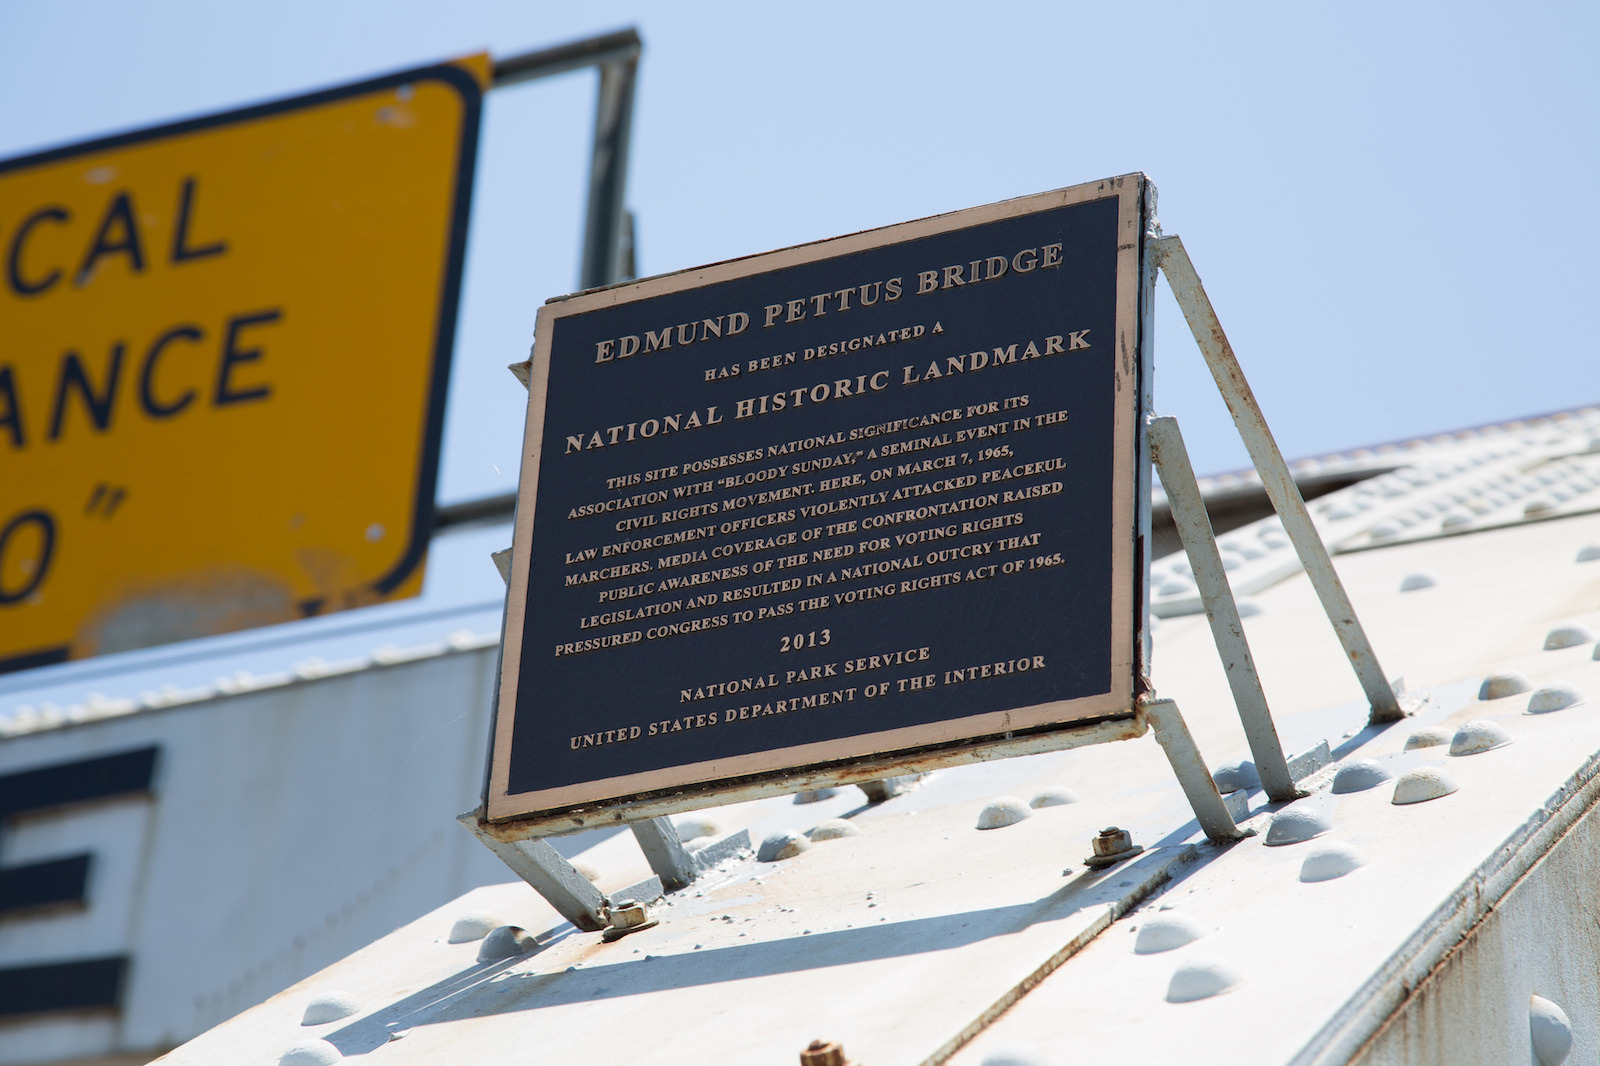 ICAL
ANCE
0"
E
EDMUND PETTUS BRIDGE
HAS BEEN DESIGNATED A
NATIONAL HISTORIC LANDMARK
THIS SITE POSSESSES NATIONAL SIGNIFICANCE FOR ITS
ASSOCIATION WITH “BLOODY SUNDAY,” A SEMINAL EVENT IN THE
CIVIL RIGHTS MOVEMENT. HERE, ON MARCH 7, 1965,
LAW ENFORCEMENT OFFICERS VIOLENTLY ATTACKED PEACEFUL
MARCHERS. MEDIA COVERAGE OF THE CONFRONTATION RAISED
PUBLIC AWARENESS OF THE NEED FOR VOTING RIGHTS
LEGISLATION AND RESULTED IN A NATIONAL OUTCRY THAT
PRESSURED CONGRESS TO PASS THE VOTING RIGHTS ACT OF 1965.
2013
NATIONAL PARK SERVICE
UNITED STATES DEPARTMENT OF THE INTERIOR